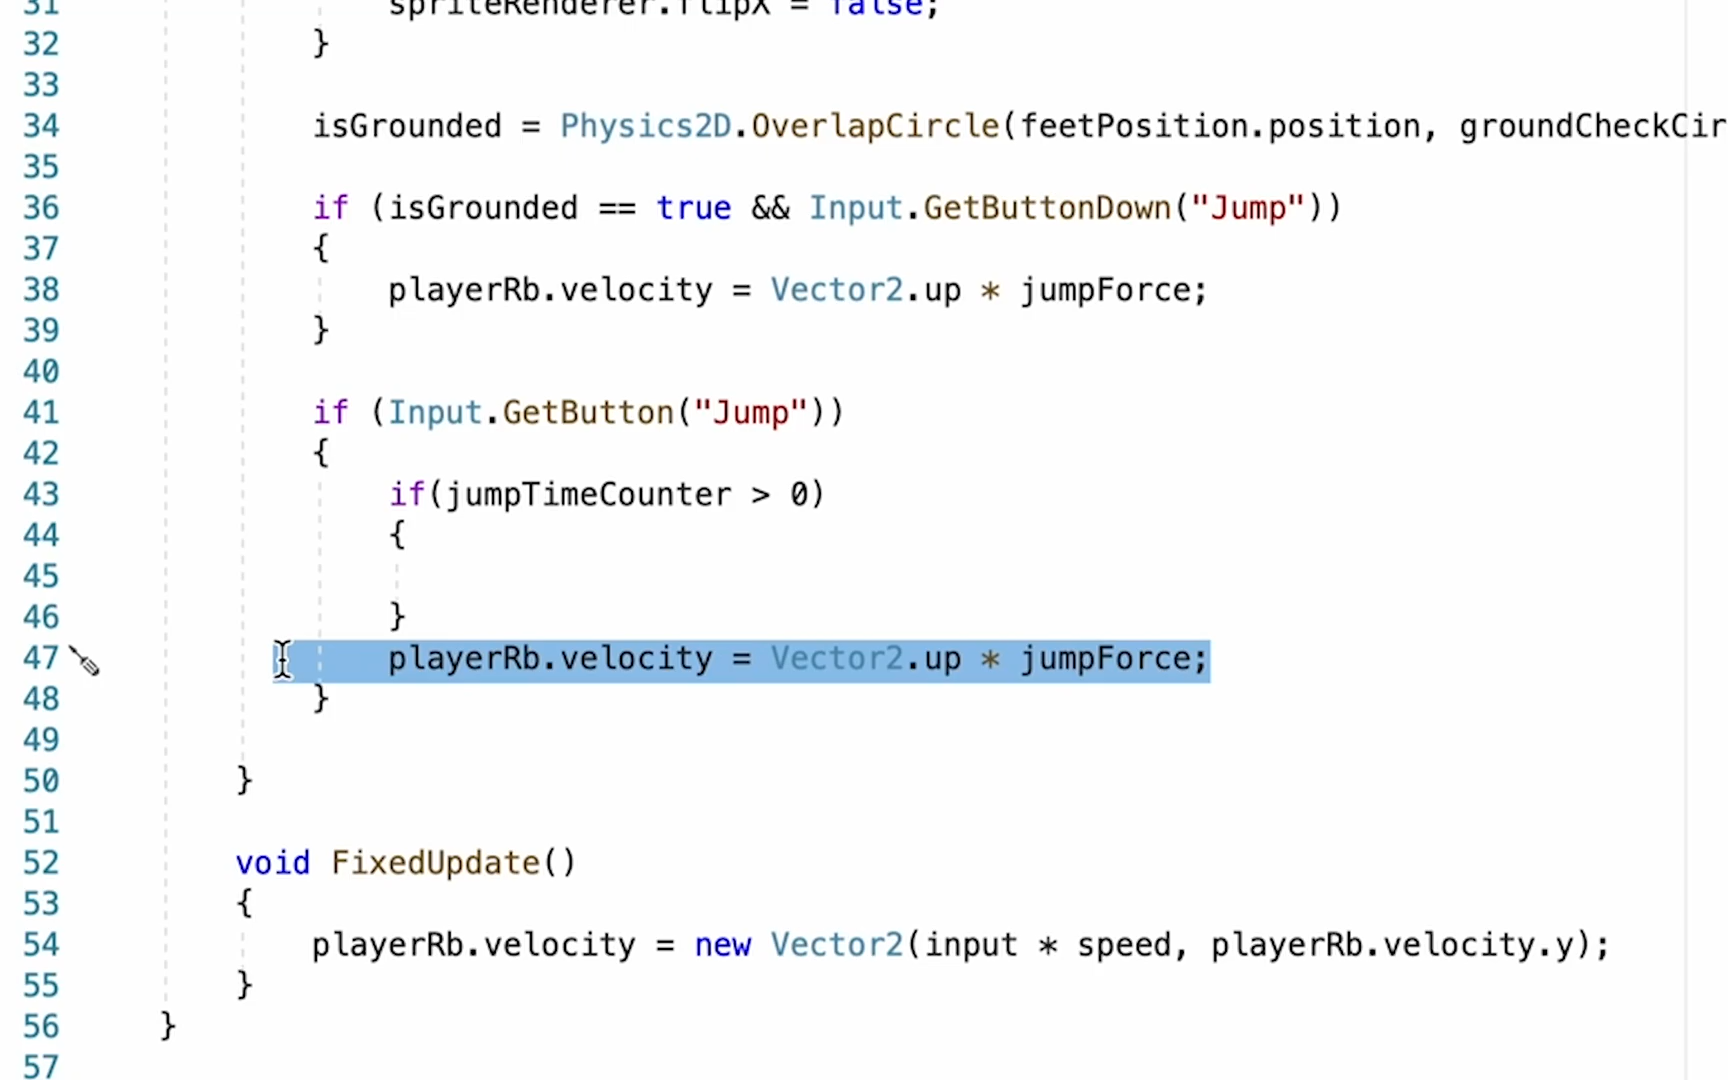 31 spriteRenderer.flipX = false;
32 }
33
34 isGrounded = Physics2D.OverlapCircle(feetPosition.position, groundCheckCir
35
36 if (isGrounded == true && Input.GetButtonDown("Jump"))
37 {
38 playerRb.velocity = Vector2.up * jumpForce;
39 }
40
41 if (Input.GetButton("Jump"))
42 {
43 if(jumpTimeCounter > 0)
44 {
45
46 }
47 playerRb.velocity = Vector2.up * jumpForce;
48 }
49
50 }
51
52 void FixedUpdate()
53 {
54 playerRb.velocity = new Vector2(input * speed, playerRb.velocity.y);
55 }
56 }
57